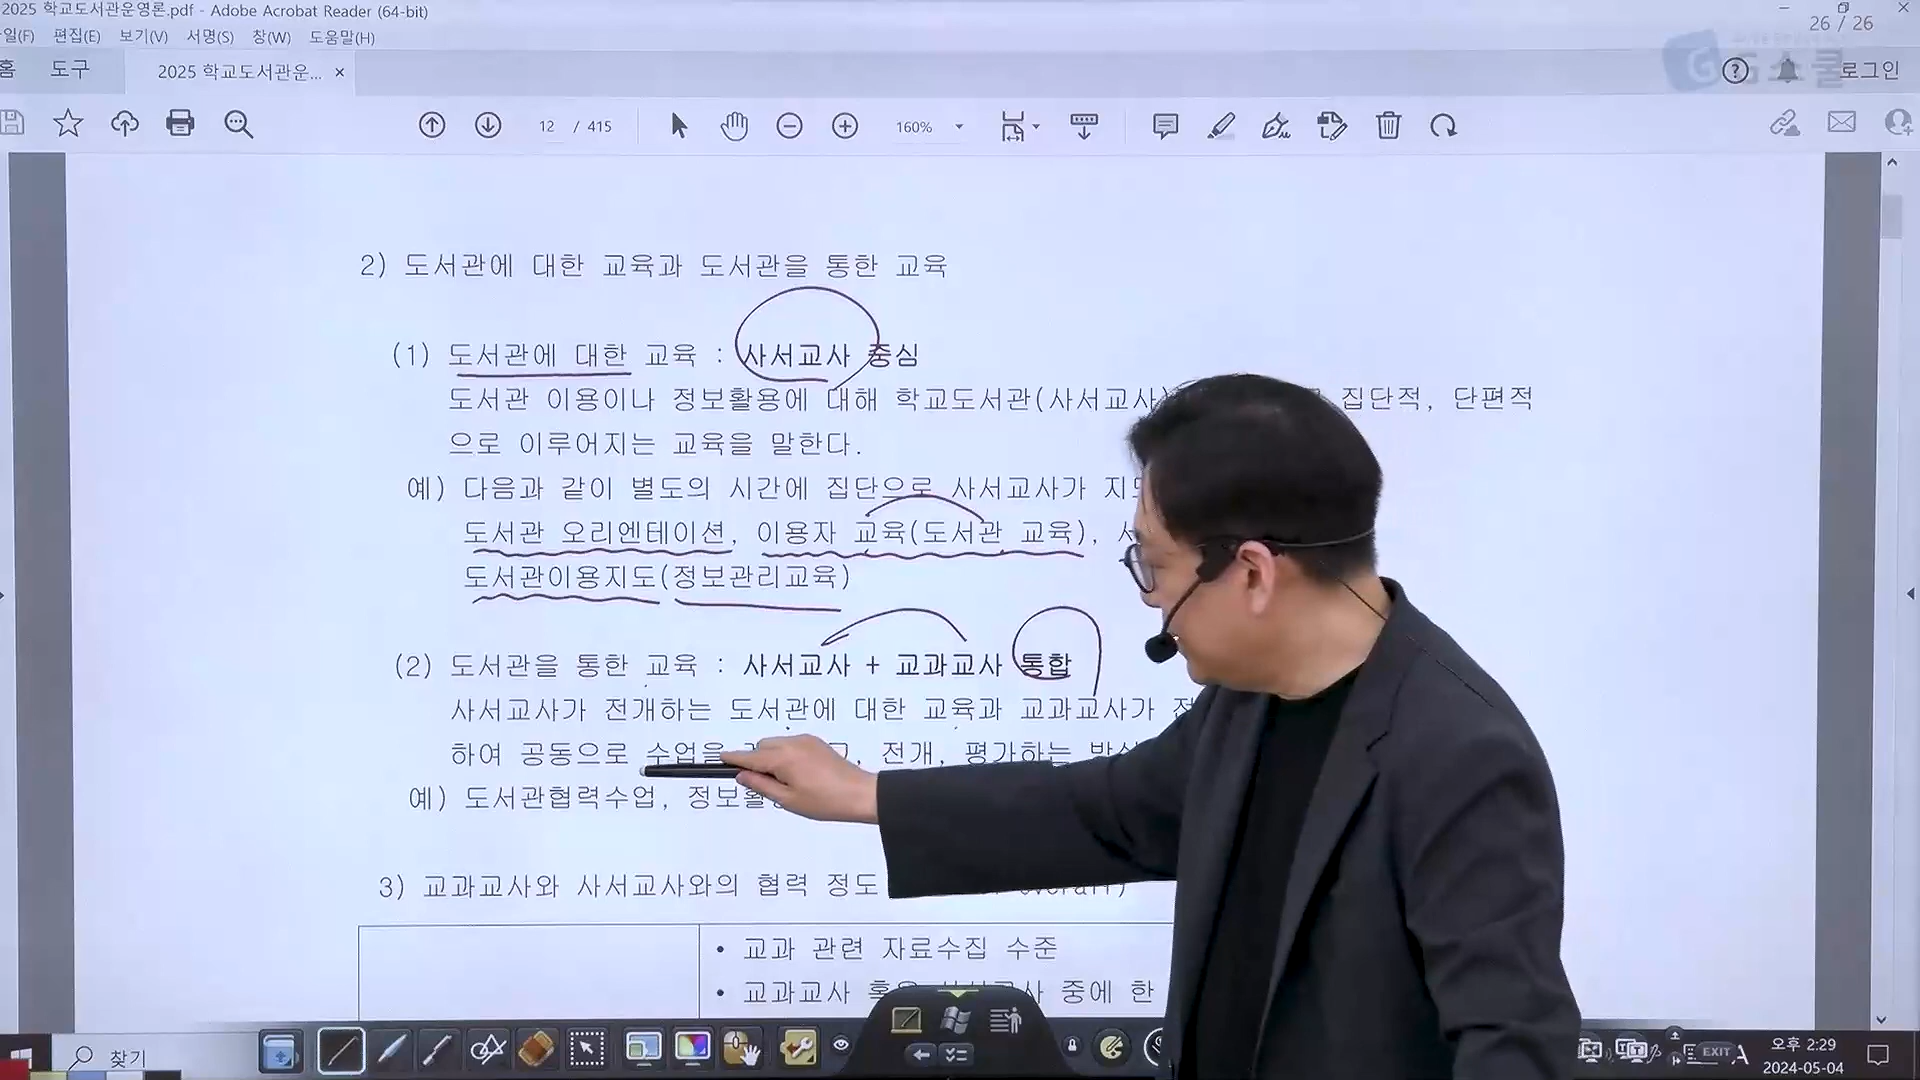 2025 학교도서관운영론.pdf - Adobe Acrobat Reader (64-bit)
26 / 26
일(F) 편집(E) 보기(V) 서명(S) 창(W) 도움말(H)
홈 도구 2025 학교도서관운... × G스쿨 로그인
12 / 415 160%
2) 도서관에 대한 교육과 도서관을 통한 교육
(1) 도서관에 대한 교육 : 사서교사 중심
도서관 이용이나 정보활용에 대해 학교도서관(사서교사) 집단적, 단편적
으로 이루어지는 교육을 말한다.
예) 다음과 같이 별도의 시간에 집단으로 사서교사가
도서관 오리엔테이션, 이용자 교육(도서관 교육),
도서관이용지도(정보관리교육)
(2) 도서관을 통한 교육 : 사서교사 + 교과교사 통합
사서교사가 전개하는 도서관에 대한 교육과 교과교사가
하여 공동으로 수업을 전개, 평가하는
예) 도서관협력수업,
3) 교과교사와 사서교사와의 협력 정도
• 교과 관련 자료수집 수준
• 교과교사 중에 한
찾기
EXIT A 오후 2:29
2024-05-04